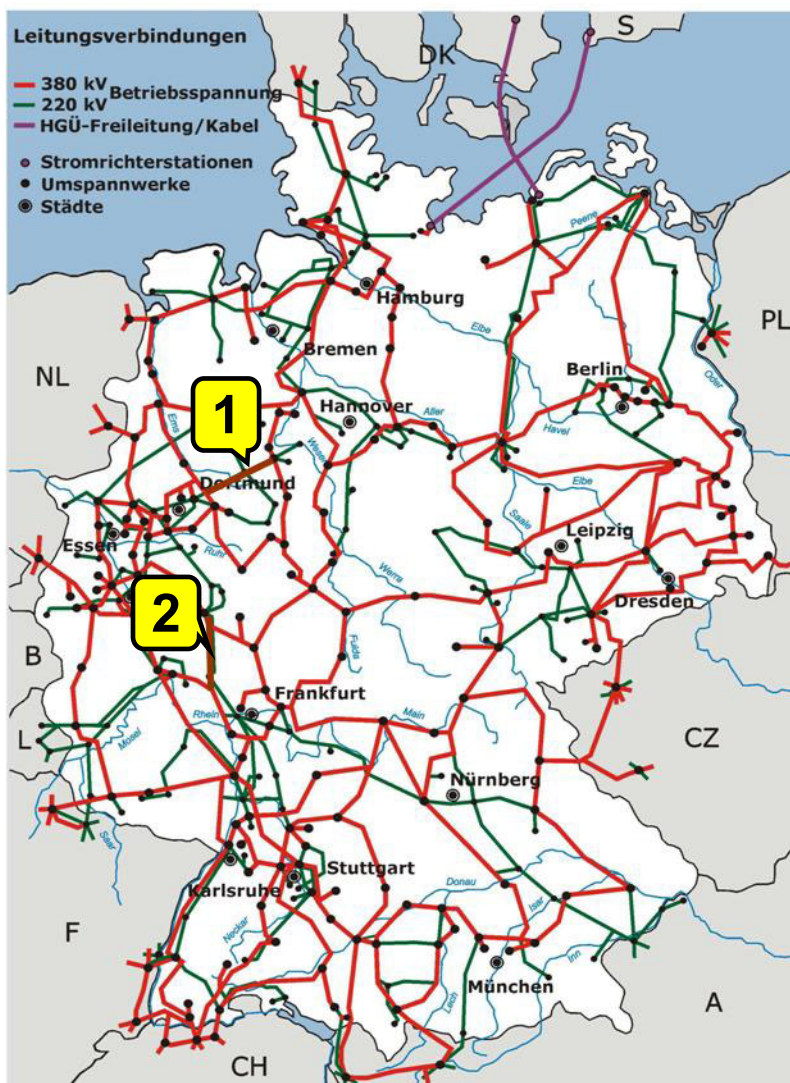 Leitungsverbindungen
380 kV
220 kV
Betriebsspannung
HGÜ-Freileitung/Kabel
Stromrichterstationen
Umspannwerke
Städte
DK
S
PL
NL
B
L
F
CH
A
CZ
Hamburg
Bremen
Hannover
Berlin
Dortmund
Essen
Leipzig
Dresden
Frankfurt
Nürnberg
Stuttgart
Karlsruhe
München
Peene
Elbe
Oder
Havel
Aller
Ems
Weser
Elbe
Saale
Ruhr
Werra
Fulda
Rhein
Main
Mosel
Saar
Neckar
Donau
Isar
Inn
Lech
1
2